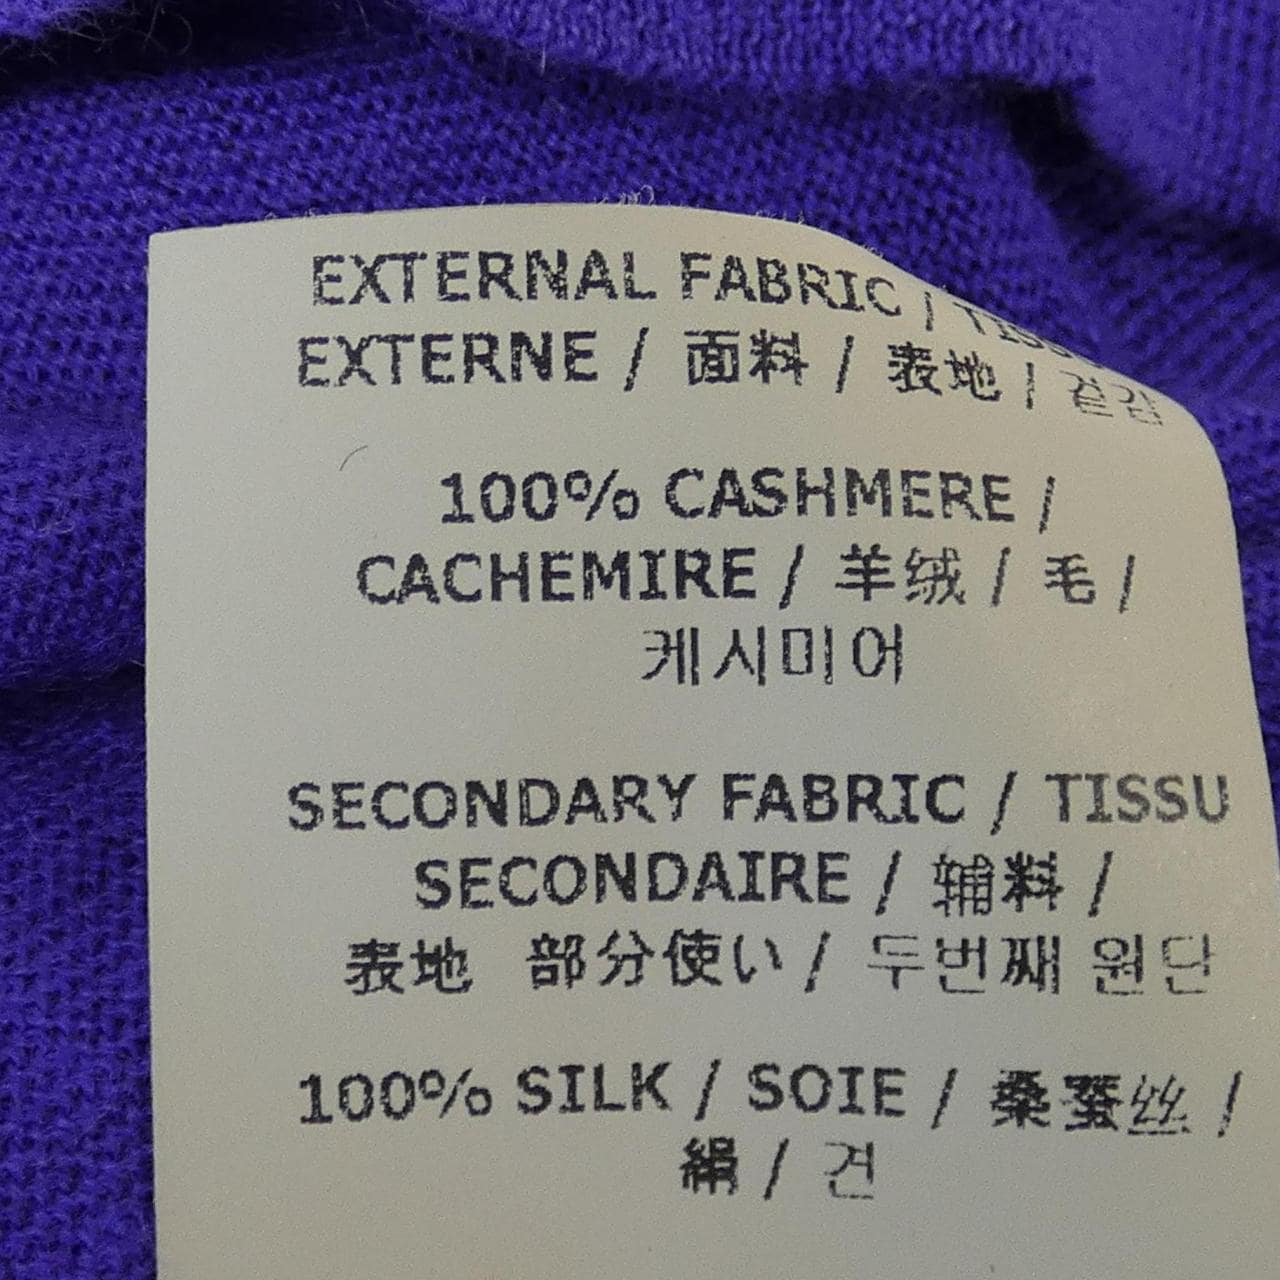 EXTERNAL FABRIC / TISSU
EXTERNE / 面料 / 表地 / 겉감
100% CASHMERE /
CACHEMIRE / 羊绒 / 毛 /
케시미어
SECONDARY FABRIC / TISSU
SECONDAIRE / 辅料 /
表地 部分使い / 두번째 원단
100% SILK / SOIE / 桑蚕丝 /
絹 / 견